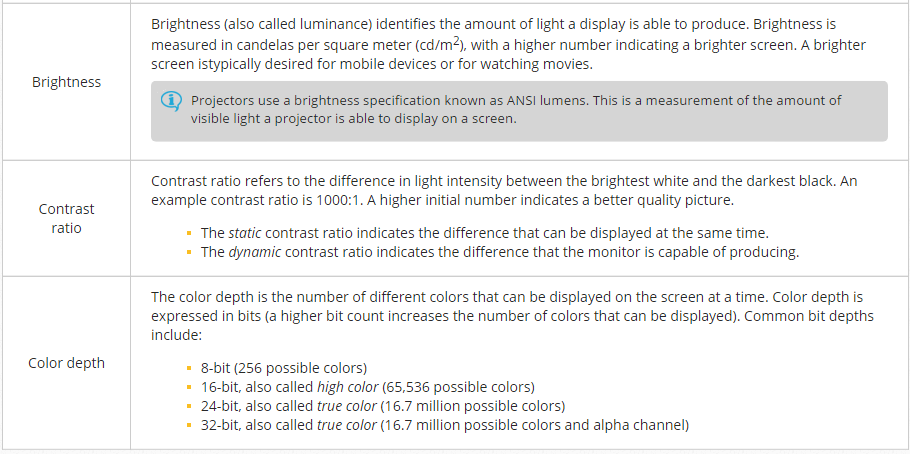 Brightness
Brightness (also called luminance) identifies the amount of light a display is able to produce. Brightness is
measured in candelas per square meter (cd/m2), with a higher number indicating a brighter screen. A brighter
screen istypically desired for mobile devices or for watching movies.
Projectors use a brightness specification known as ANSI lumens. This is a measurement of the amount of
visible light a projector is able to display on a screen.
Contrast
ratio
Contrast ratio refers to the difference in light intensity between the brightest white and the darkest black. An
example contrast ratio is 1000:1. A higher initial number indicates a better quality picture.
▪ The static contrast ratio indicates the difference that can be displayed at the same time.
▪ The dynamic contrast ratio indicates the difference that the monitor is capable of producing.
Color depth
The color depth is the number of different colors that can be displayed on the screen at a time. Color depth is
expressed in bits (a higher bit count increases the number of colors that can be displayed). Common bit depths
include:
▪ 8-bit (256 possible colors)
▪ 16-bit, also called high color (65,536 possible colors)
▪ 24-bit, also called true color (16.7 million possible colors)
▪ 32-bit, also called true color (16.7 million possible colors and alpha channel)